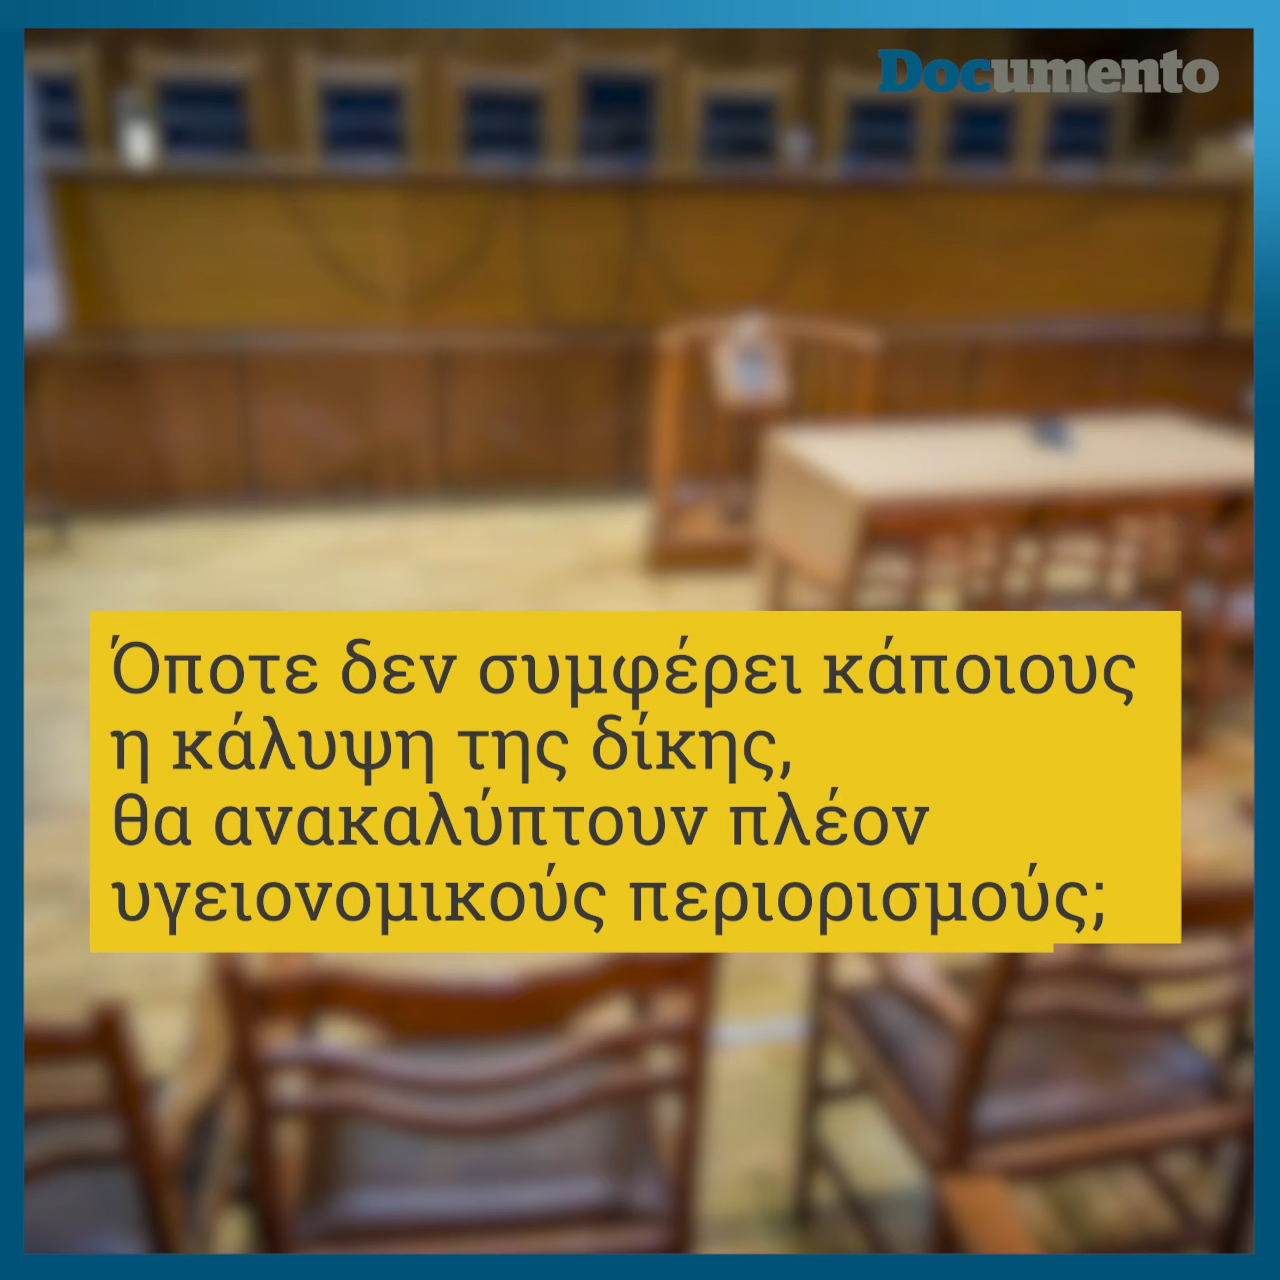 Documento
Όποτε δεν συμφέρει κάποιους
η κάλυψη της δίκης,
θα ανακαλύπτουν πλέον
υγειονομικούς περιορισμούς;